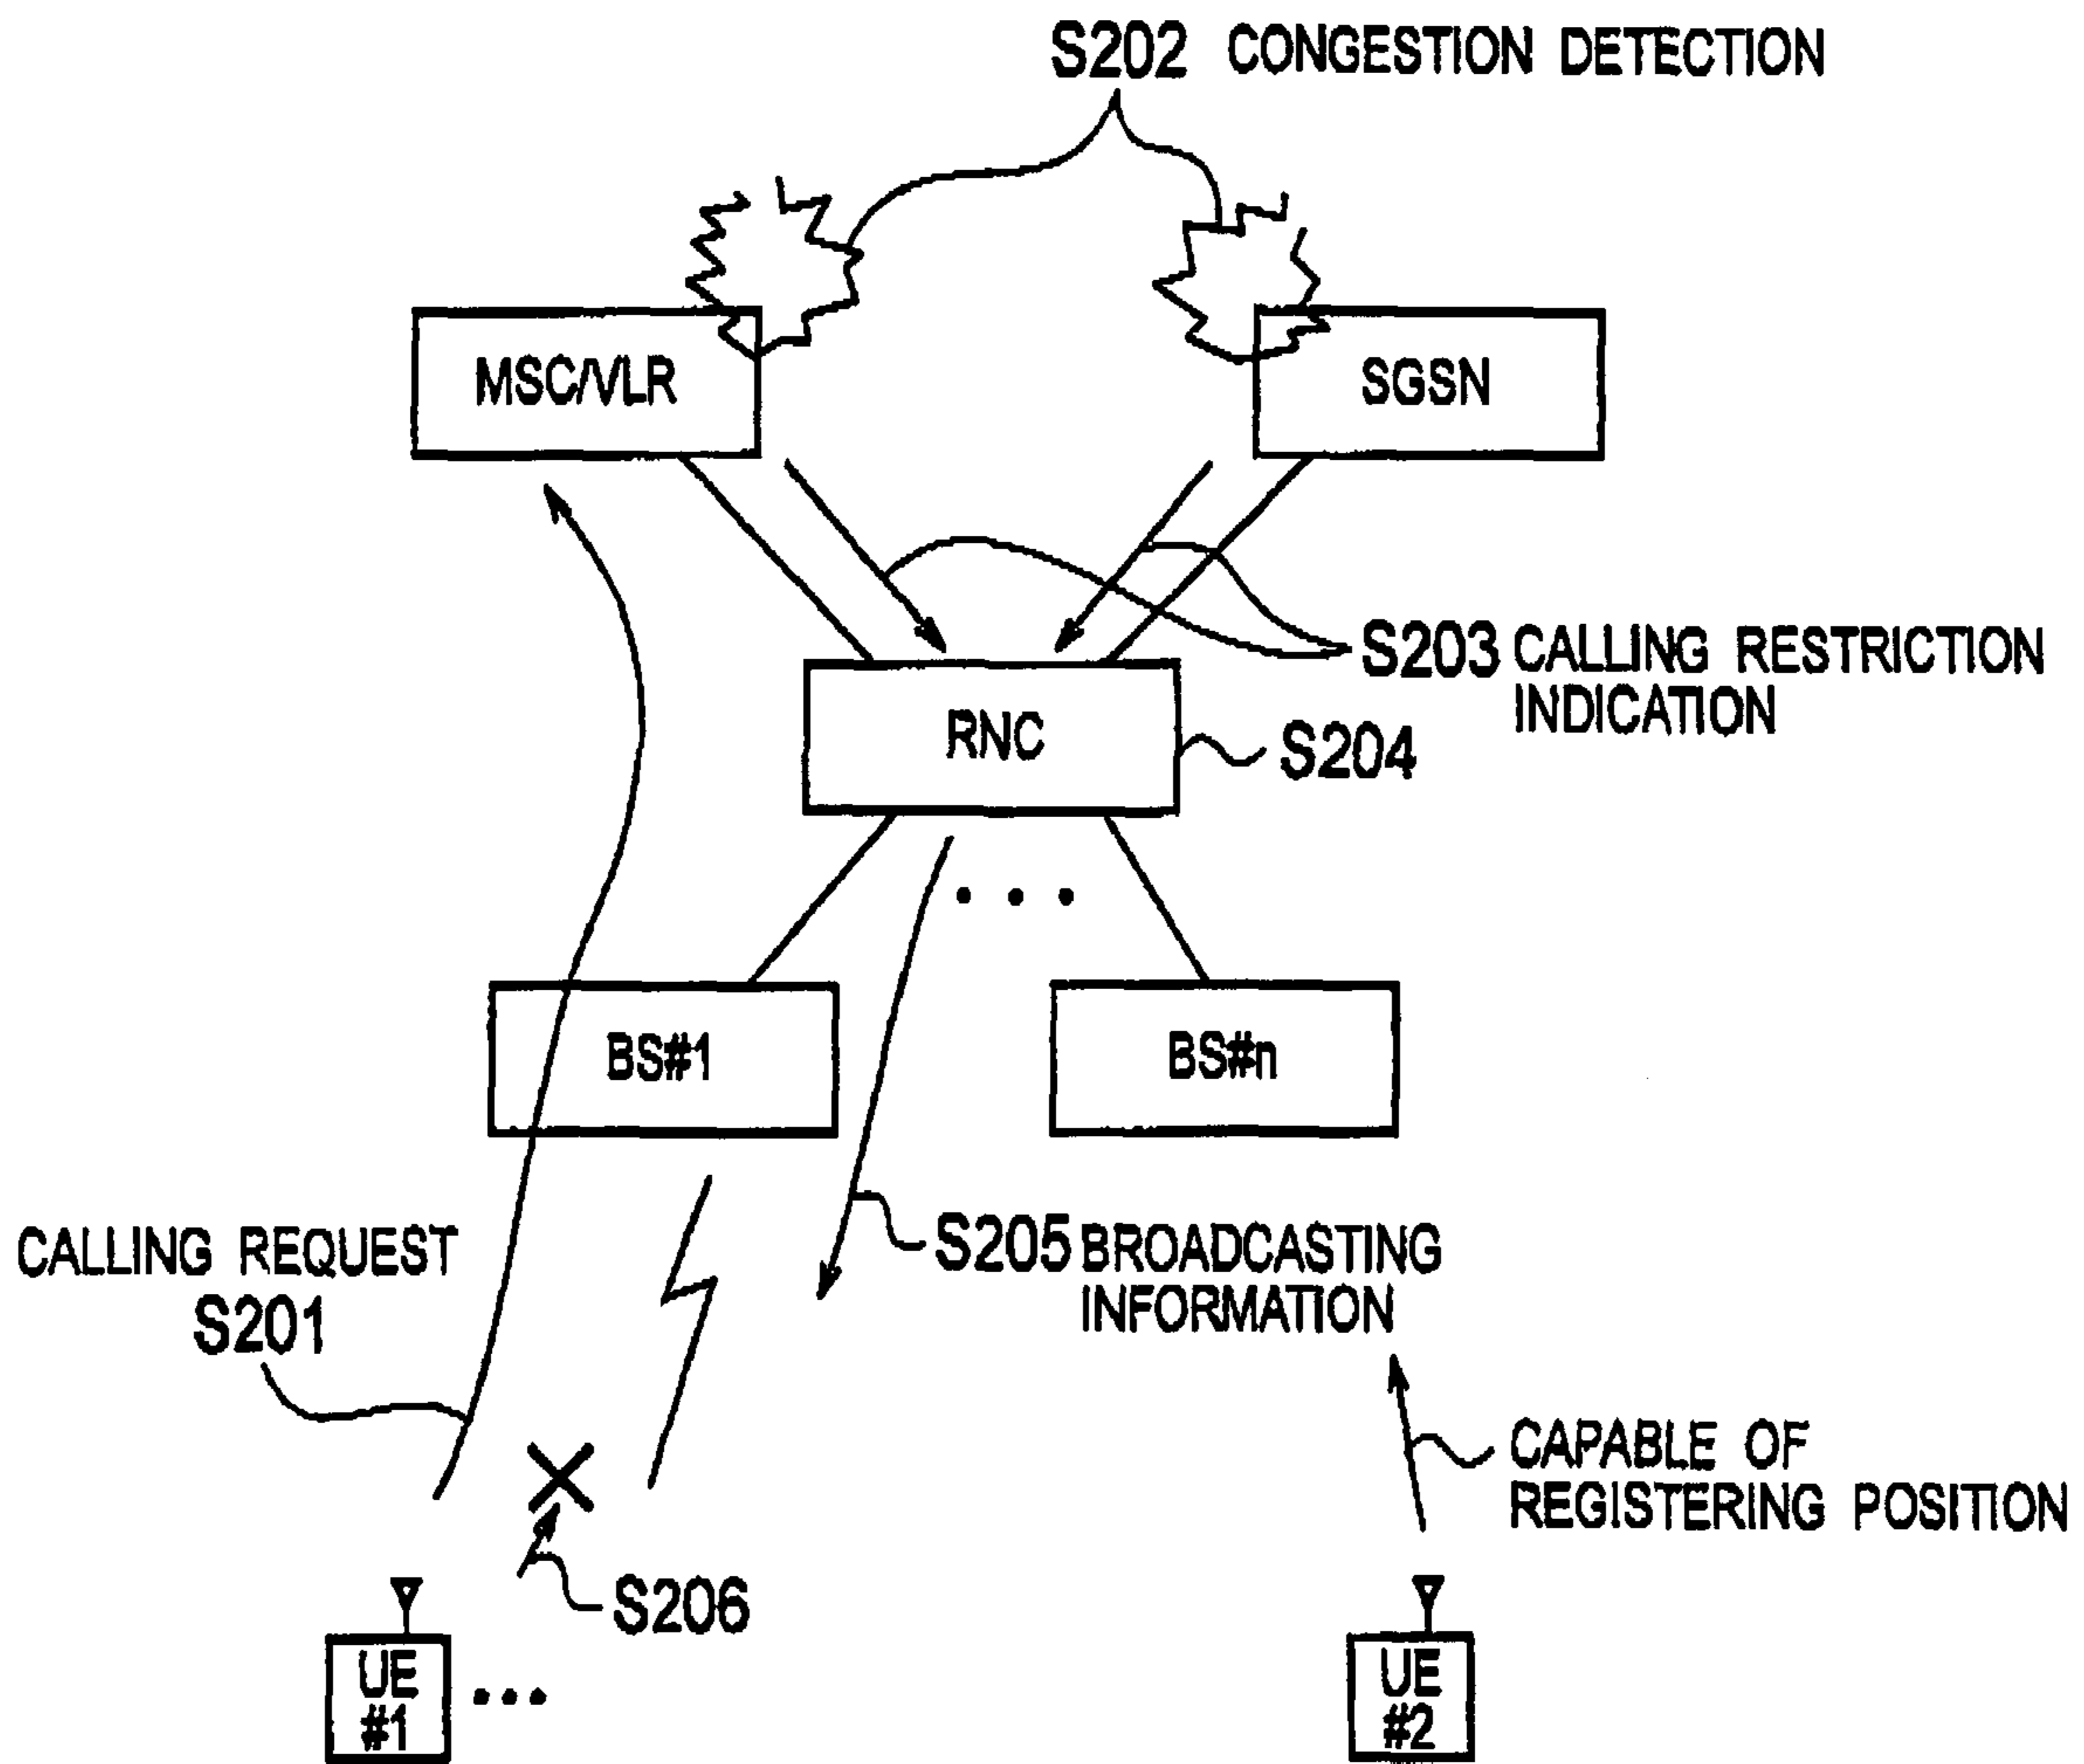 S202 CONGESTION DETECTION
MSC/VLR
SGSN
S203 CALLING RESTRICTION
INDICATION
RNC
S204
• • •
BS#1
BS#n
CALLING REQUEST
S201
S205 BROADCASTING
INFORMATION
CAPABLE OF
REGISTERING POSITION
S206
UE
#1
•••
UE
#2